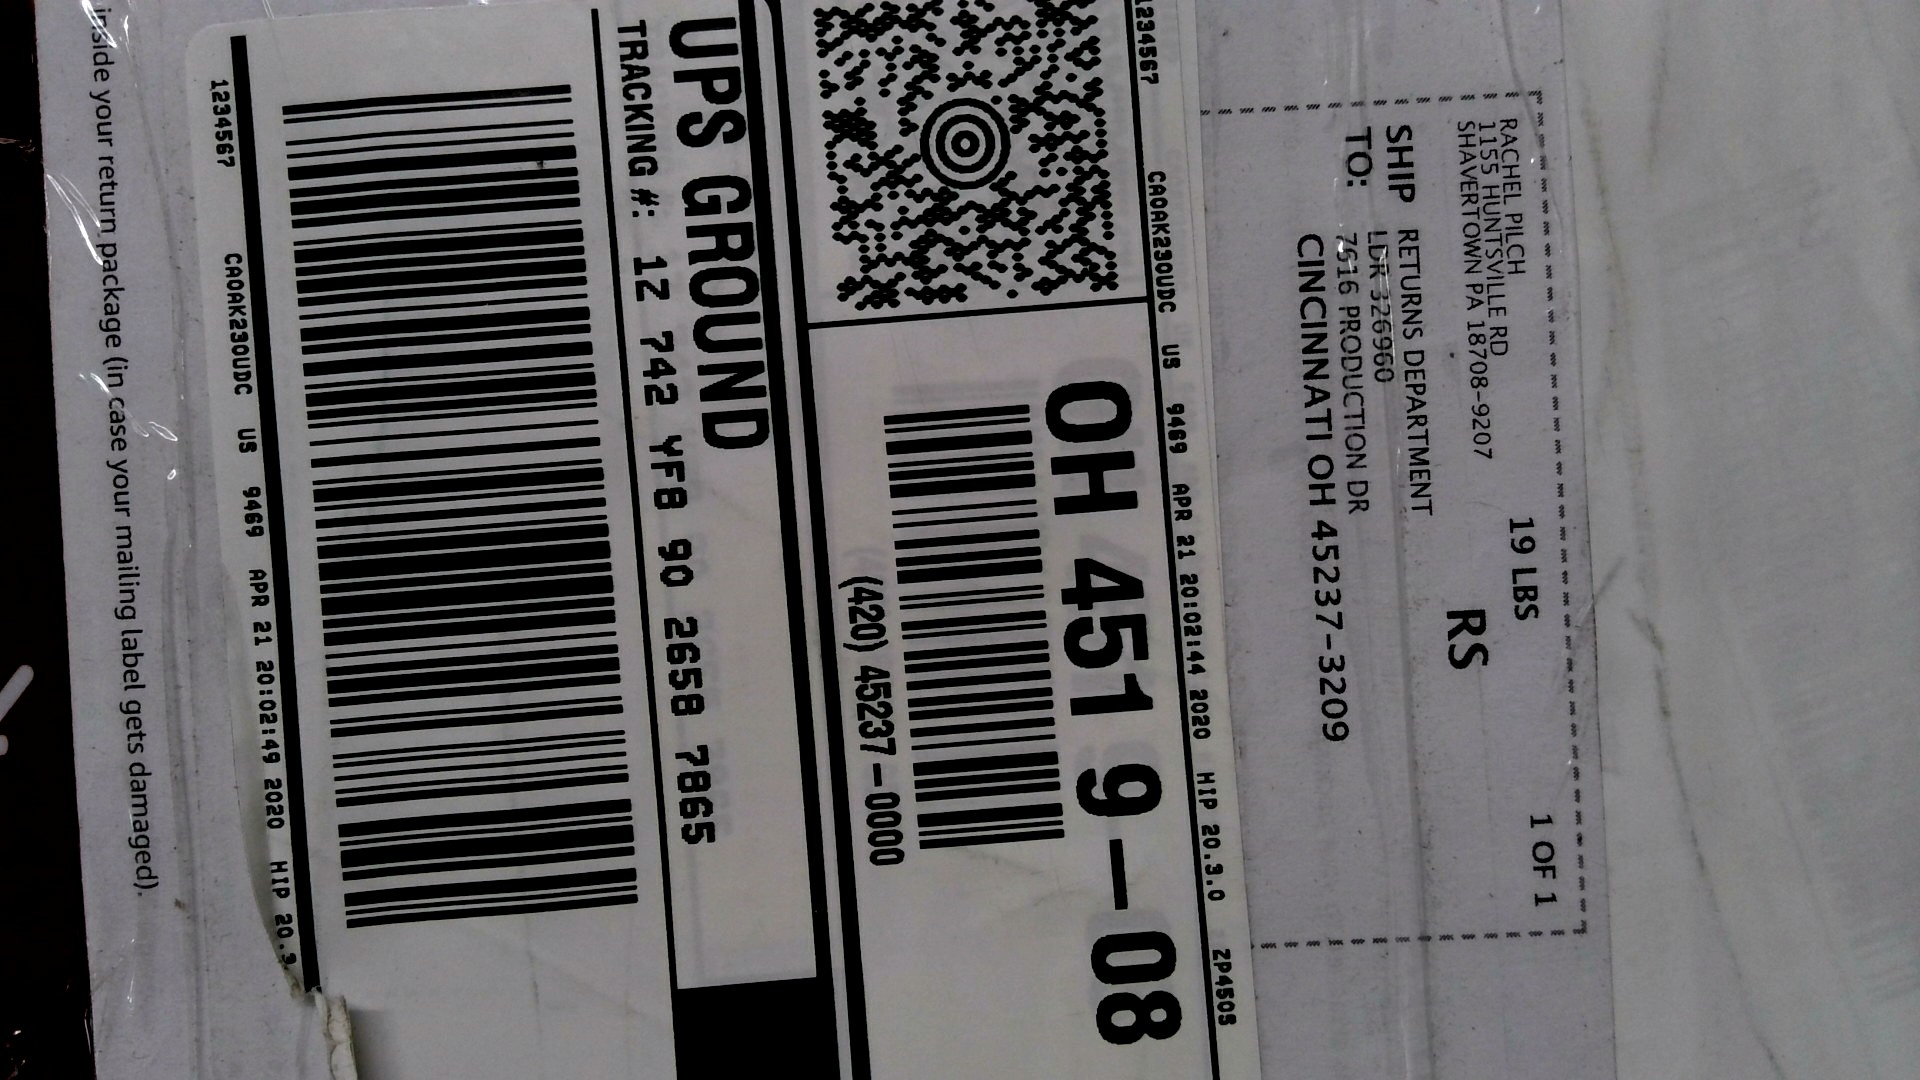 RACHEL PILCH
1155 HUNTSVILLE RD
SHAVERTOWN PA 18708-9207
19 LBS
1 OF 1
RS
SHIP TO:
RETURNS DEPARTMENT
LDR 326960
7616 PRODUCTION DR
CINCINNATI OH 45237-3209
1234567 CA0AK230UDC US 9469 APR 21 20:02:44 2020 HIP 20.3.0 ZP450S
OH 451 9-08
(420) 45237-0000
UPS GROUND
TRACKING #: 1Z 742 YF8 90 2658 7865
1234567 CA0AK230UDC US 9469 APR 21 20:02:49 2020 HIP 20.3
inside your return package (in case your mailing label gets damaged).